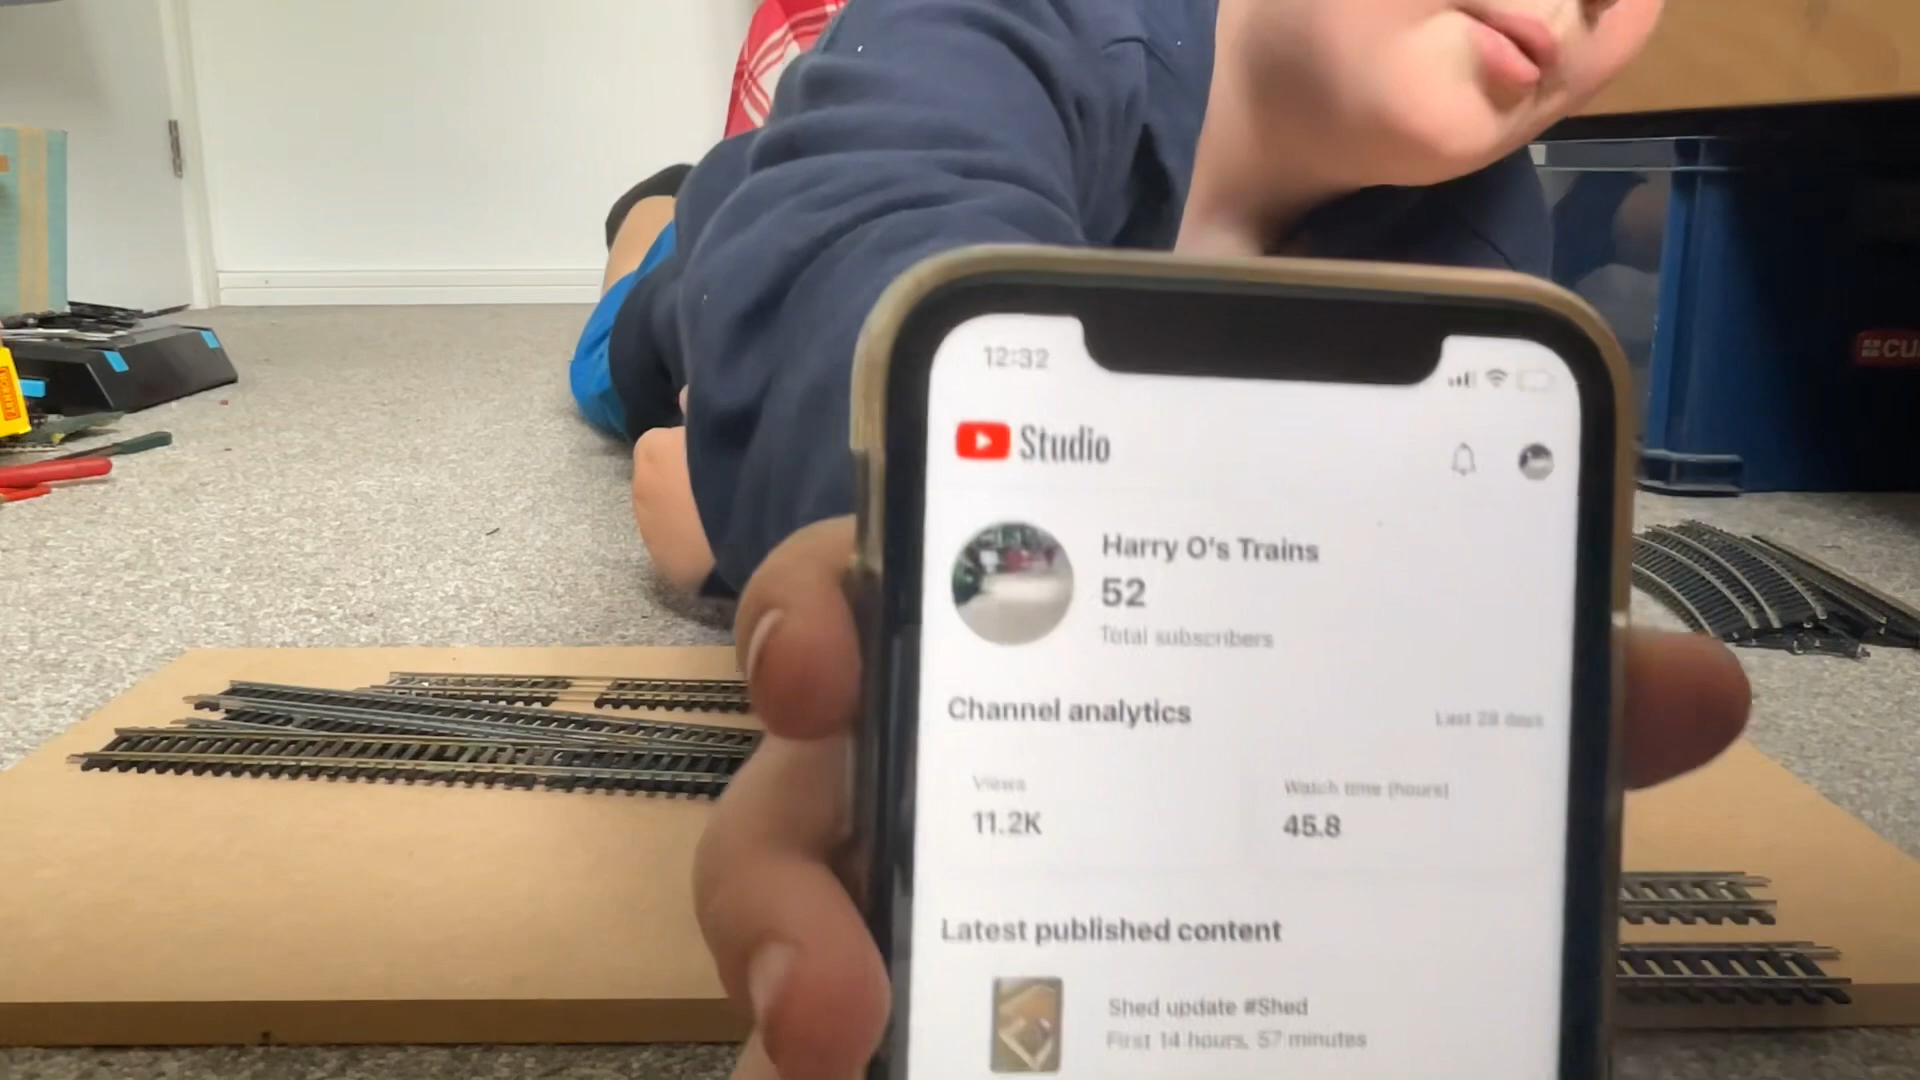 12:32
Studio
Harry O's Trains
52
Total subscribers
Channel analytics
Last 28 days
Views
Watch time (hours)
11.2K
45.8
Latest published content
Shed update #Shed
First 14 hours, 57 minutes